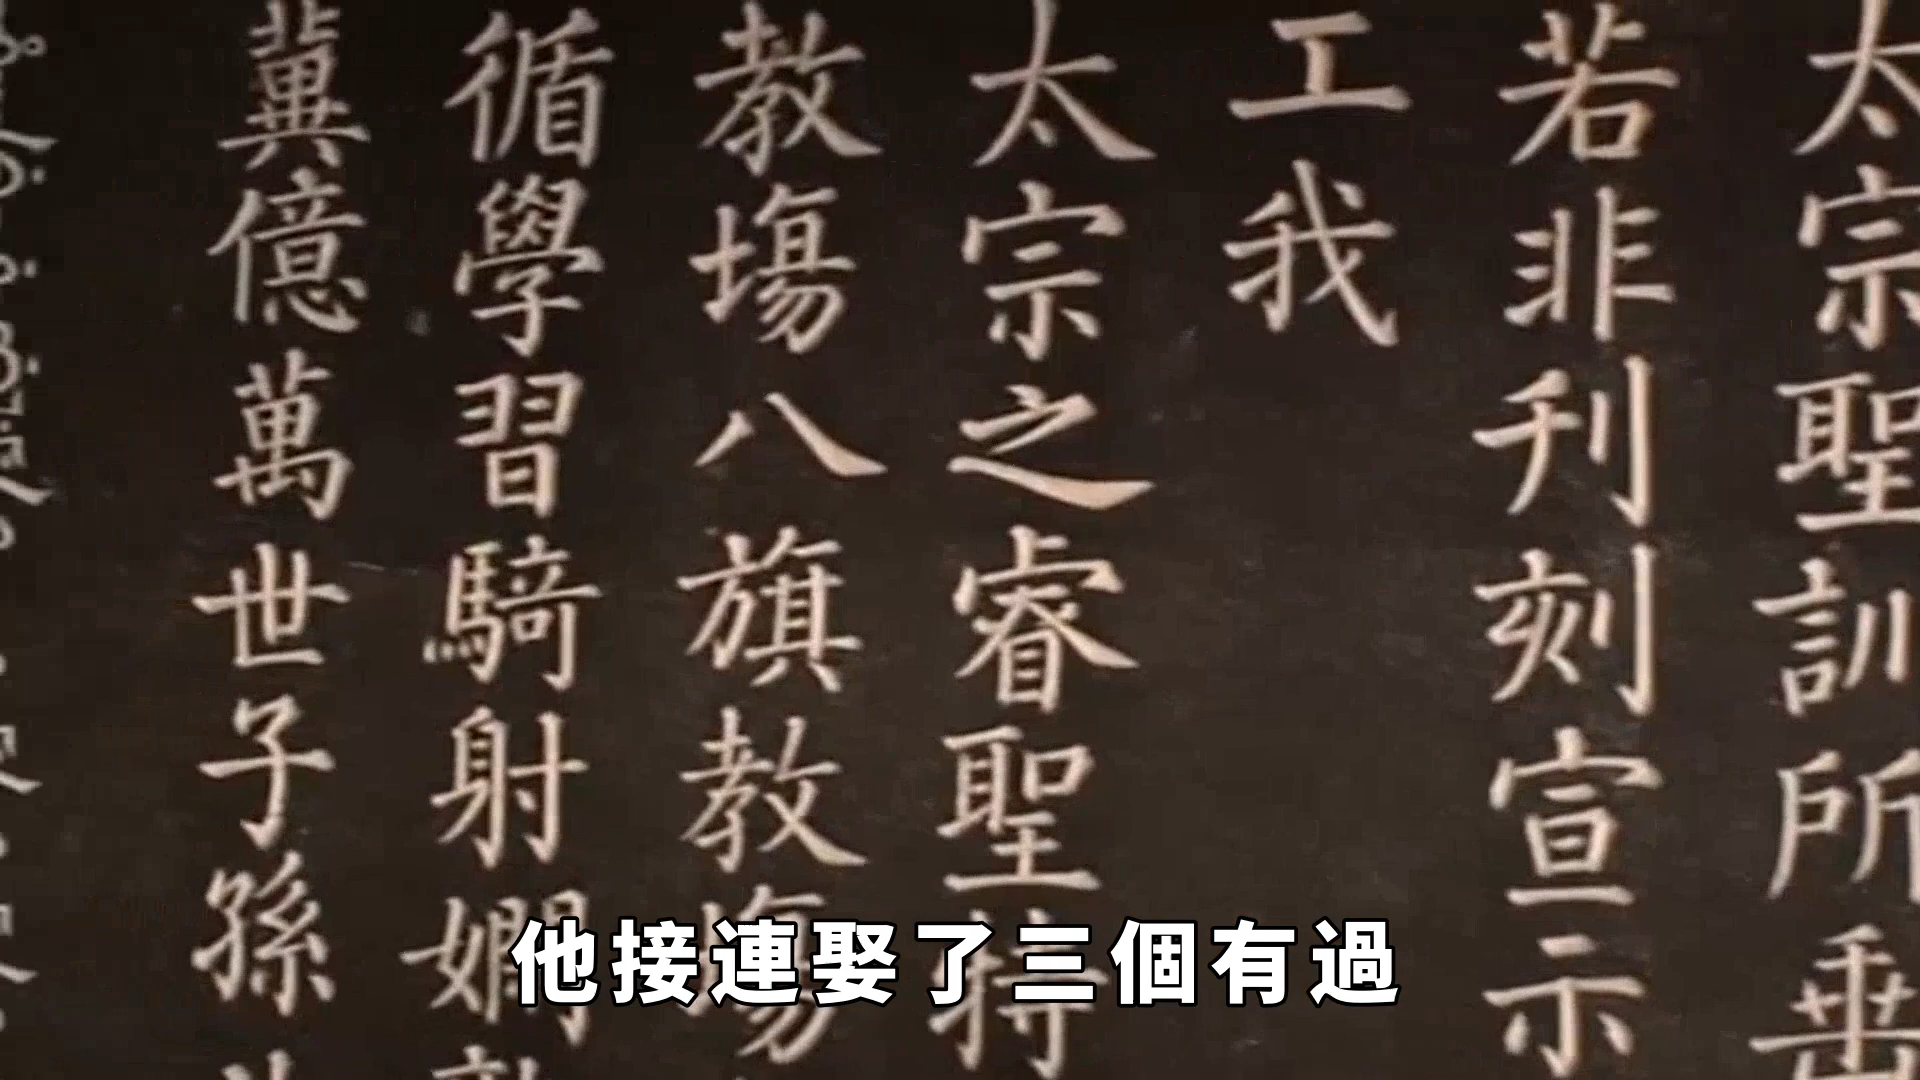 太宗聖訓所垂
若非刊刻宣示
工我
太宗之睿聖特
教場八旗教場
循學習騎射嫻
冀億萬世子孫
他接連娶了三個有過